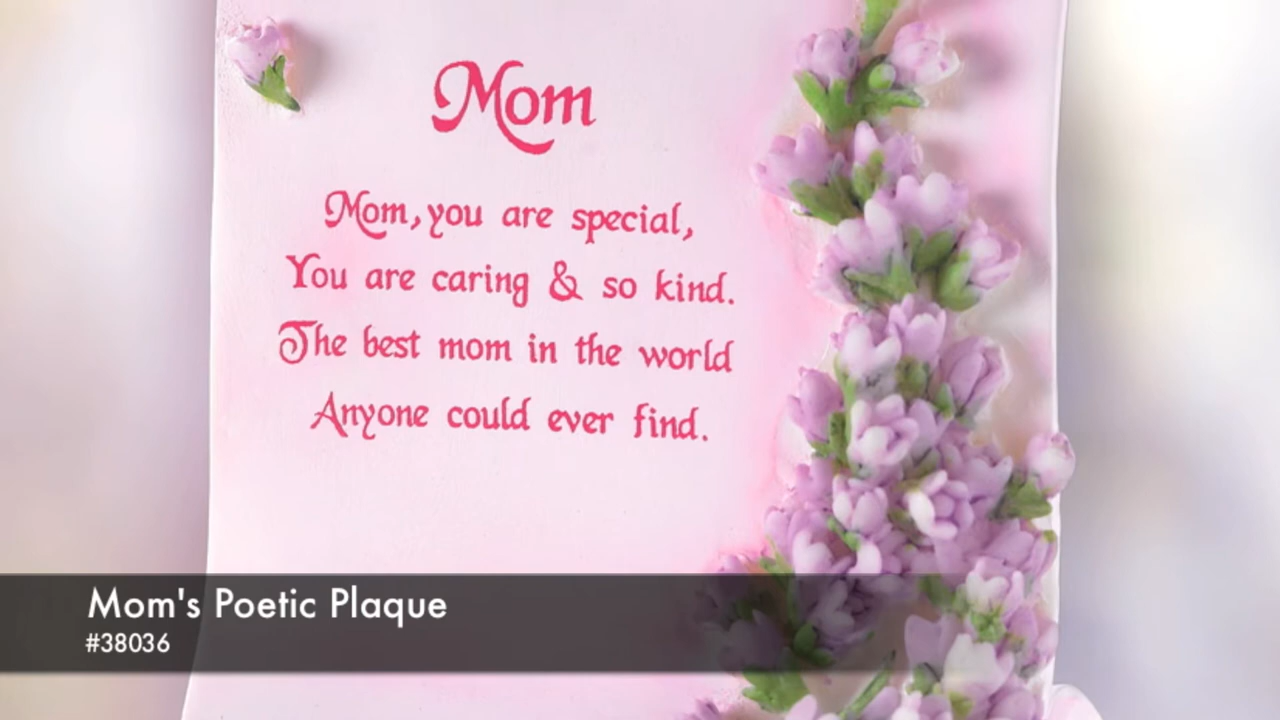 Mom
Mom, you are special,
You are caring & so kind.
The best mom in the world
Anyone could ever find.
Mom's Poetic Plaque
#38036